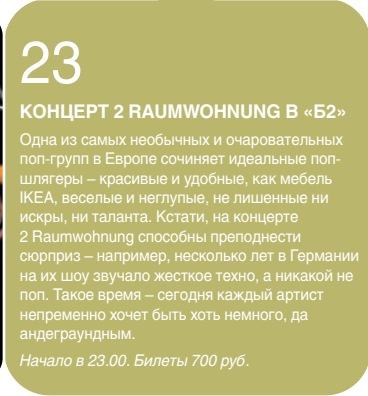 23
КОНЦЕРТ 2 RAUMWOHNUNG В «Б2»
Одна из самых необычных и очаровательных
поп-групп в Европе сочиняет идеальные поп-
шлягеры – красивые и удобные, как мебель
IKEA, веселые и неглупые, не лишенные ни
искры, ни таланта. Кстати, на концерте
2 Raumwohnung способны преподнести
сюрприз – например, несколько лет в Германии
на их шоу звучало жесткое техно, а никакой не
поп. Такое время – сегодня каждый артист
непременно хочет быть хоть немного, да
андеграундным.
Начало в 23.00. Билеты 700 руб.